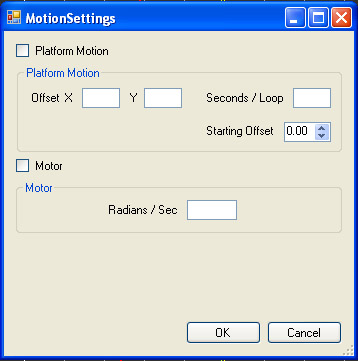 MotionSettings
Platform Motion
Platform Motion
Offset X Y Seconds / Loop
Starting Offset 0.00
Motor
Motor
Radians / Sec
OK Cancel